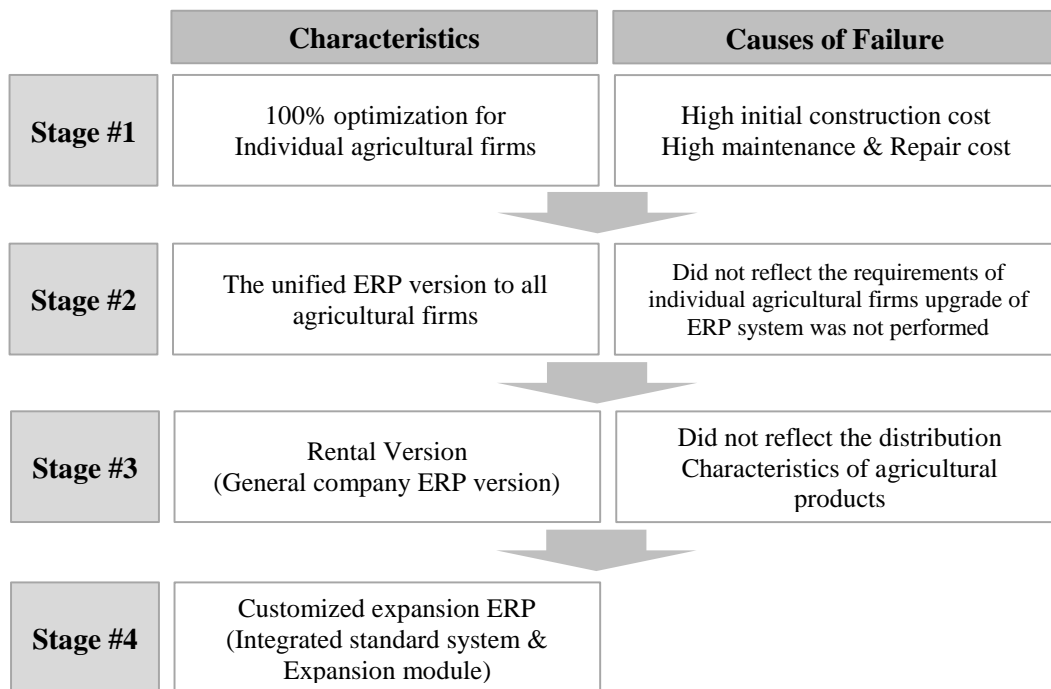 Characteristics
Causes of Failure
Stage #1
100% optimization for
Individual agricultural firms
High initial construction cost
High maintenance & Repair cost
Stage #2
The unified ERP version to all
agricultural firms
Did not reflect the requirements of
individual agricultural firms upgrade of
ERP system was not performed
Stage #3
Rental Version
(General company ERP version)
Did not reflect the distribution
Characteristics of agricultural
products
Stage #4
Customized expansion ERP
(Integrated standard system &
Expansion module)